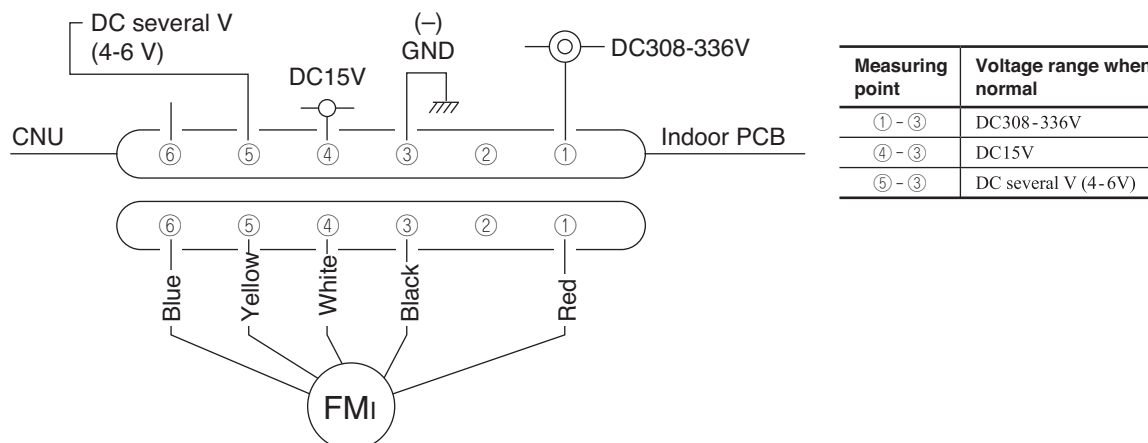 DC several V
(4-6 V)
(–)
GND
DC15V
DC308-336V
CNU
Indoor PCB
⑥ ⑤ ④ ③ ② ①
⑥ ⑤ ④ ③ ② ①
Blue
Yellow
White
Black
Red
FMI
Measuring point
Voltage range when normal
① - ③ DC308-336V
④ - ③ DC15V
⑤ - ③ DC several V (4-6V)